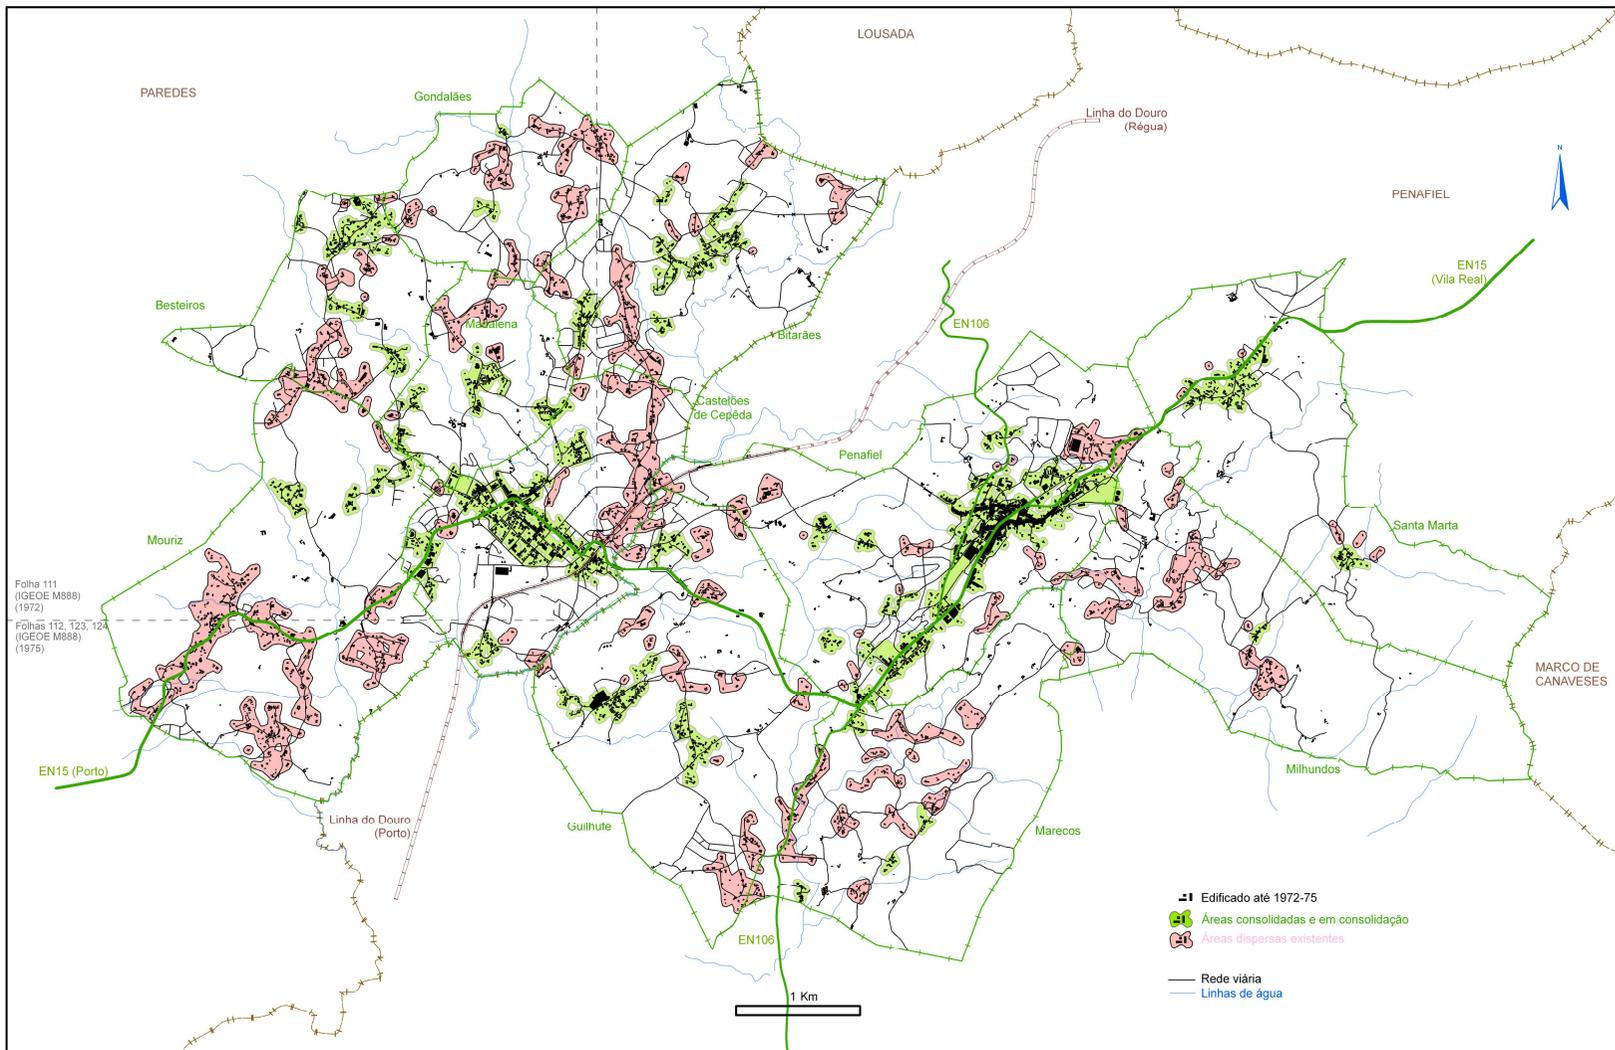 LOUSADA
PAREDES
Gondalães
Linha do Douro
(Régua)
N
PENAFIEL
EN15
(Vila Real)
Besteiros
EN106
Madalena
Bitarães
Castelões
de Cepêda
Penafiel
Santa Marta
Mouriz
Folha 111
(IGEOE M888)
(1972)
Folhas 112, 123, 124
(IGEOE M888)
(1975)
MARCO DE
CANAVESES
EN15 (Porto)
Milhundos
Linha do Douro
(Porto)
Guilhufe
Marecos
EN106
Edificado até 1972-75
Áreas consolidadas e em consolidação
Áreas dispersas existentes
Rede viária
Linhas de água
1 Km